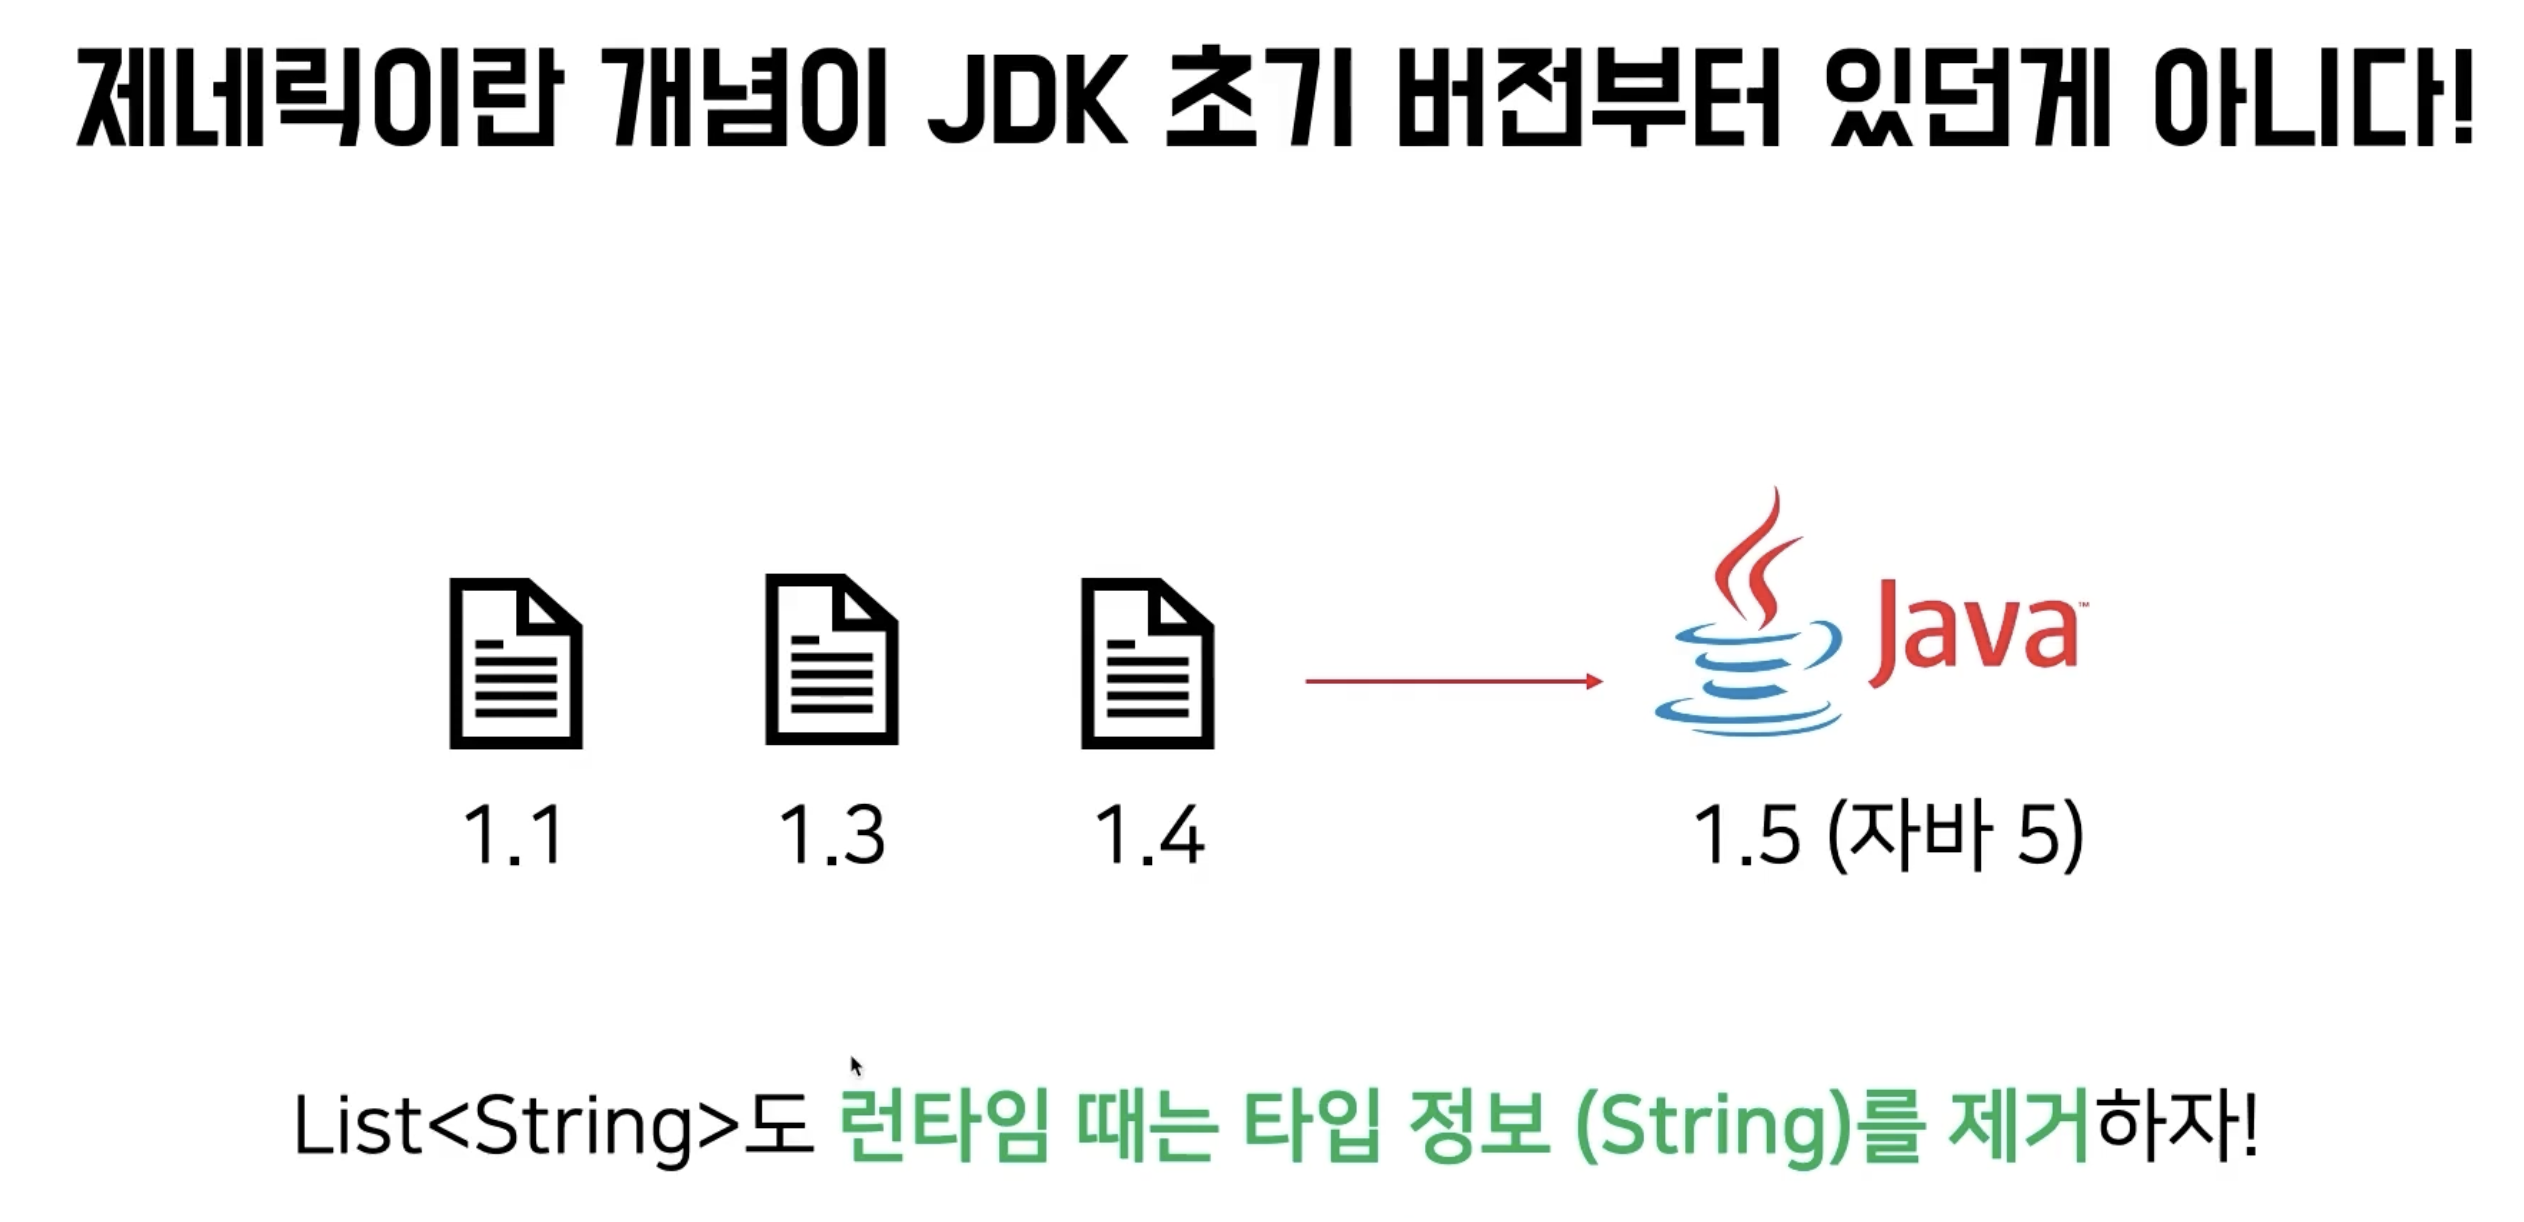 제네릭이란 개념이 JDK 초기 버전부터 있던게 아니다!
Java™
1.1
1.3
1.4
1.5 (자바 5)
List<String>도 런타임 때는 타입 정보 (String)를 제거하자!